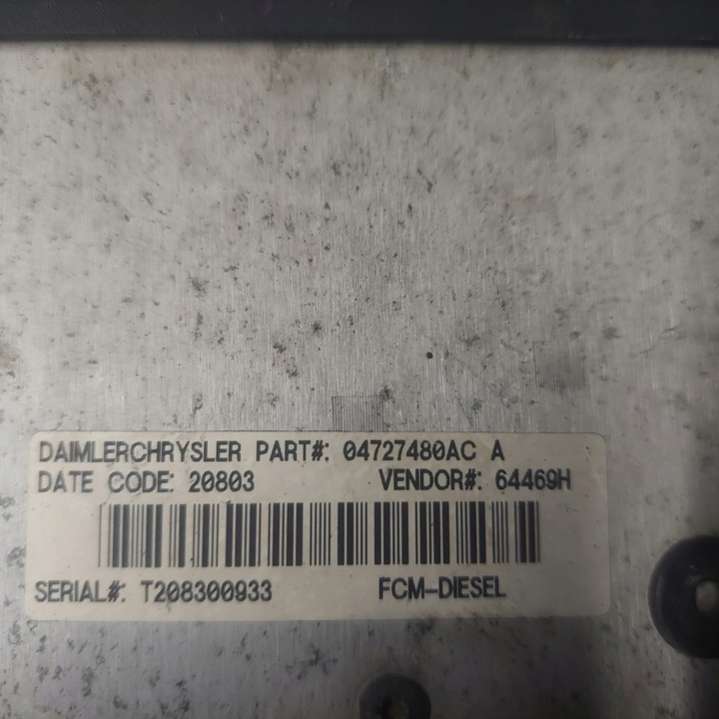 DAIMLERCHRYSLER PART#: 04727480AC A
DATE CODE: 20803 VENDOR#: 64469H
SERIAL#: T208300933 FCM-DIESEL